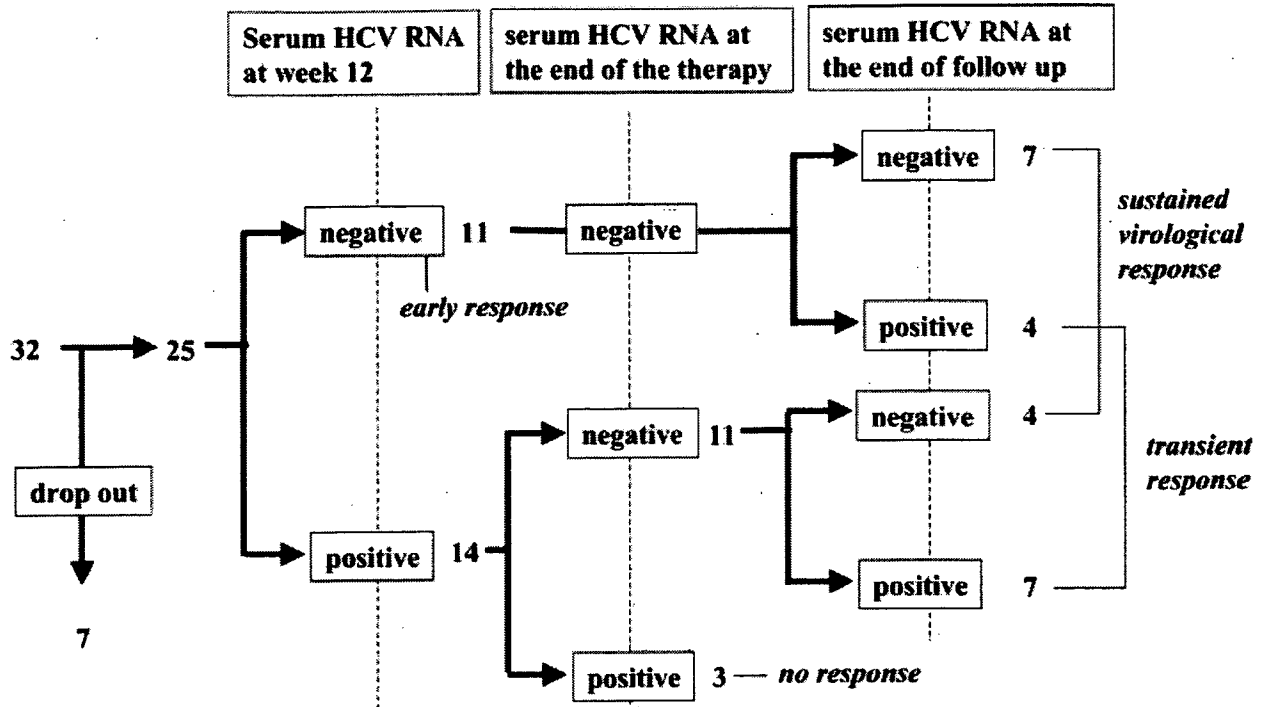 Serum HCV RNA
at week 12
serum HCV RNA at
the end of the therapy
serum HCV RNA at
the end of follow up
negative 7
sustained
virological
response
negative 11
negative
early response
positive 4
32
25
negative 4
negative 11
transient
response
drop out
positive 14
positive 7
7
positive 3
no response